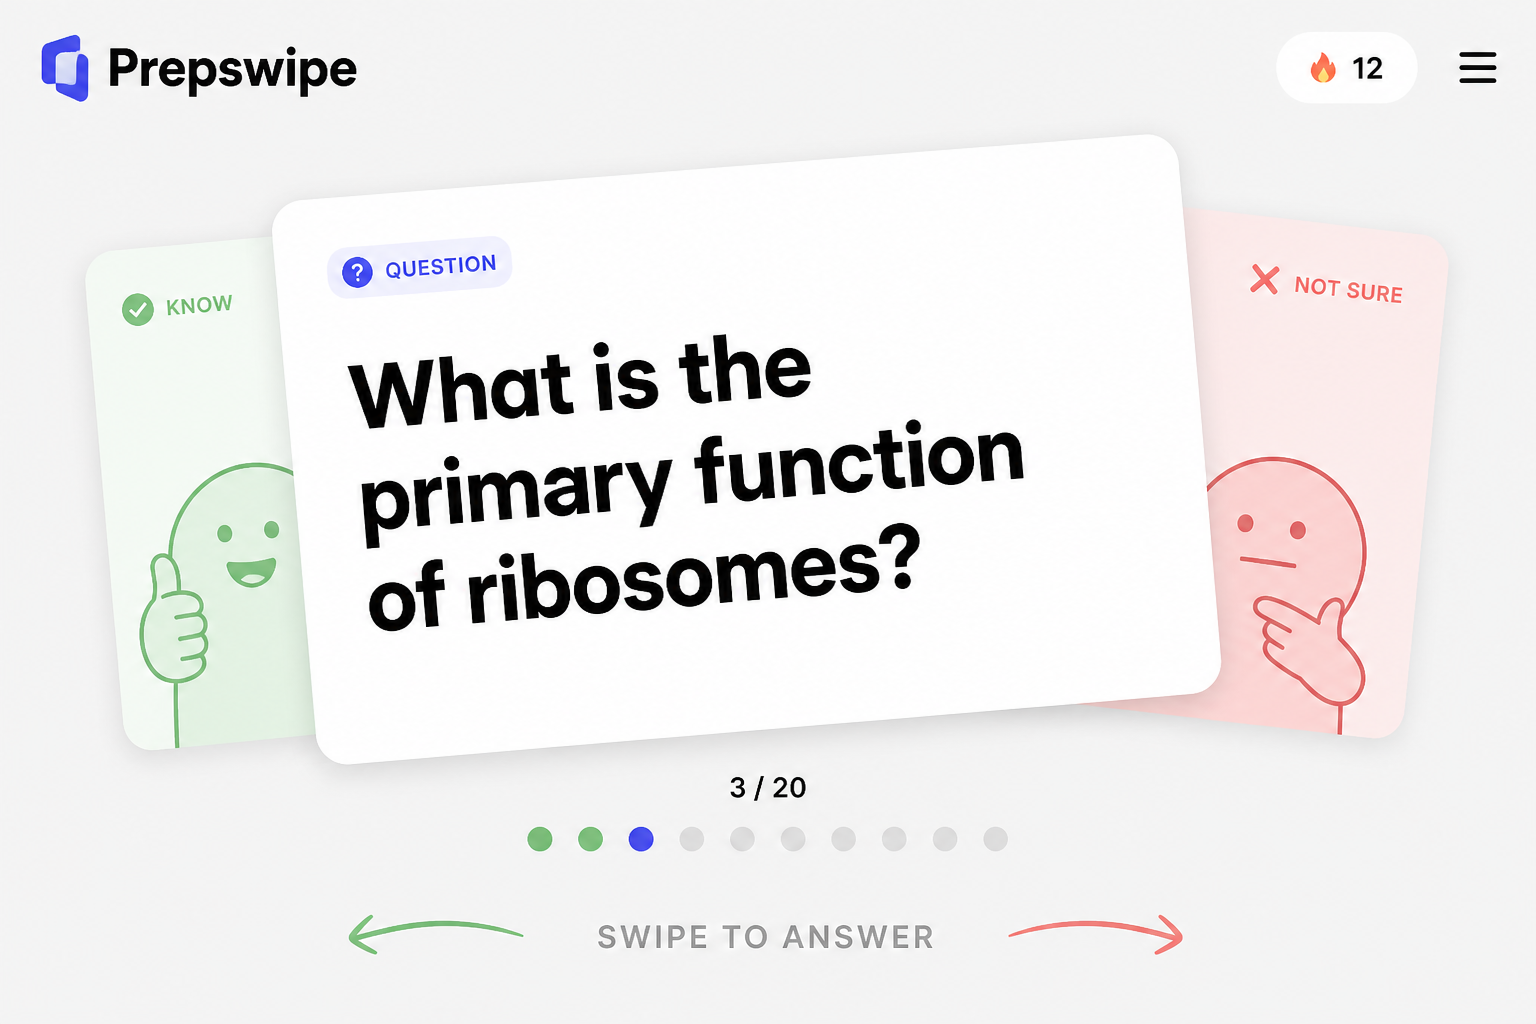 Prepswipe
12
KNOW
QUESTION
NOT SURE
What is the
primary function
of ribosomes?
3 / 20
SWIPE TO ANSWER